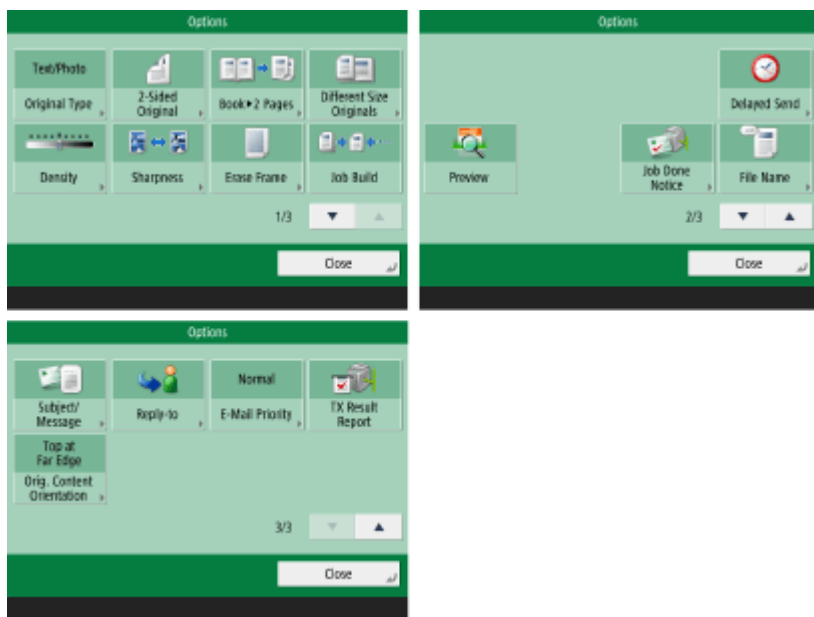 Options
Text/Photo
Original Type
2-Sided
Original
Book▸2 Pages
Different Size
Originals
Density
Sharpness
Erase Frame
Job Build
1/3
Close
Options
Delayed Send
Preview
Job Done
Notice
File Name
2/3
Close
Options
Subject/
Message
Reply-to
Normal
E-Mail Priority
TX Result
Report
Top at
Far Edge
Orig. Content
Orientation
3/3
Close